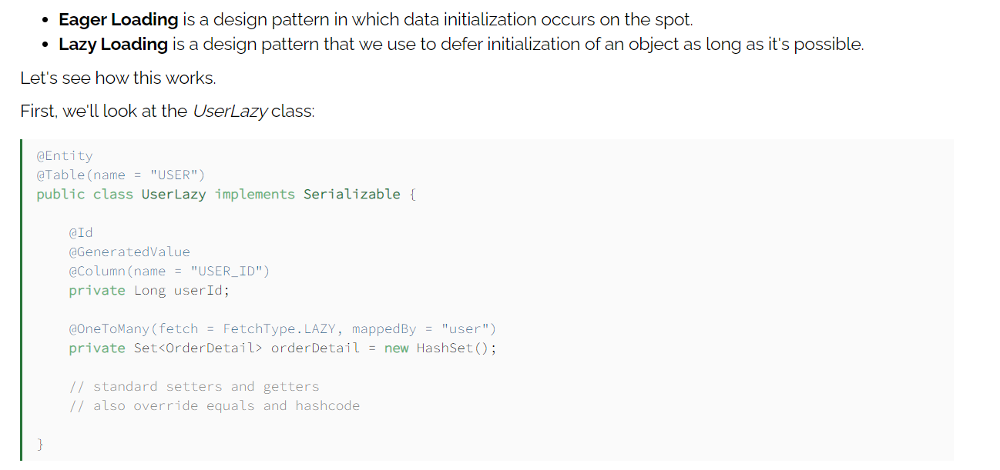 • Eager Loading is a design pattern in which data initialization occurs on the spot.
• Lazy Loading is a design pattern that we use to defer initialization of an object as long as it's possible.
Let's see how this works.
First, we'll look at the UserLazy class:
@Entity
@Table(name = "USER")
public class UserLazy implements Serializable {
    @Id
    @GeneratedValue
    @Column(name = "USER_ID")
    private Long userId;
    @OneToMany(fetch = FetchType.LAZY, mappedBy = "user")
    private Set<OrderDetail> orderDetail = new HashSet();
    // standard setters and getters
    // also override equals and hashcode
}